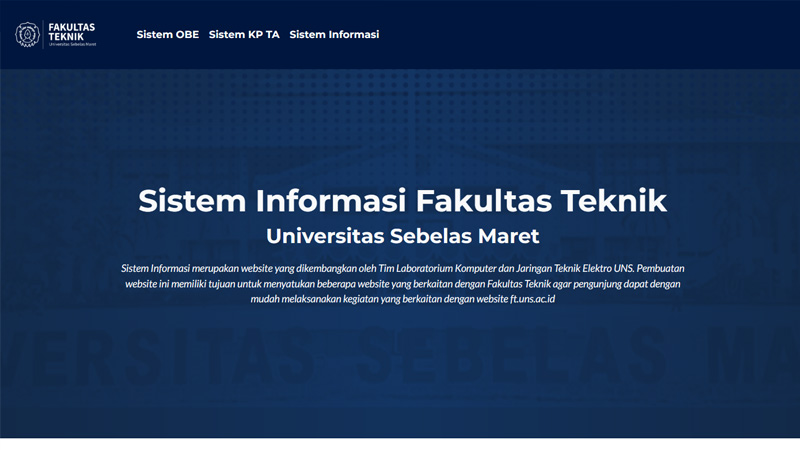 FAKULTAS
TEKNIK
Universitas Sebelas Maret
Sistem OBE Sistem KP TA Sistem Informasi
Sistem Informasi Fakultas Teknik
Universitas Sebelas Maret
Sistem Informasi merupakan website yang dikembangkan oleh Tim Laboratorium Komputer dan Jaringan Teknik Elektro UNS. Pembuatan
website ini memiliki tujuan untuk menyatukan beberapa website yang berkaitan dengan Fakultas Teknik agar pengunjung dapat dengan
mudah melaksanakan kegiatan yang berkaitan dengan website ft.uns.ac.id
VERSITAS SEBELAS MA